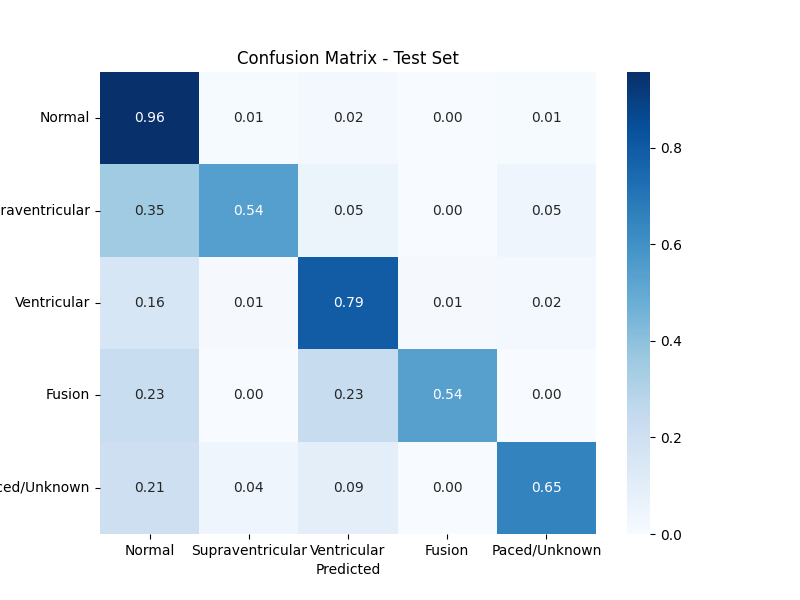 Confusion Matrix - Test Set
Normal 0.96 0.01 0.02 0.00 0.01
raventricular 0.35 0.54 0.05 0.00 0.05
Ventricular 0.16 0.01 0.79 0.01 0.02
Fusion 0.23 0.00 0.23 0.54 0.00
ced/Unknown 0.21 0.04 0.09 0.00 0.65
Normal Supraventricular Ventricular Fusion Paced/Unknown
Predicted
0.8
0.6
0.4
0.2
0.0